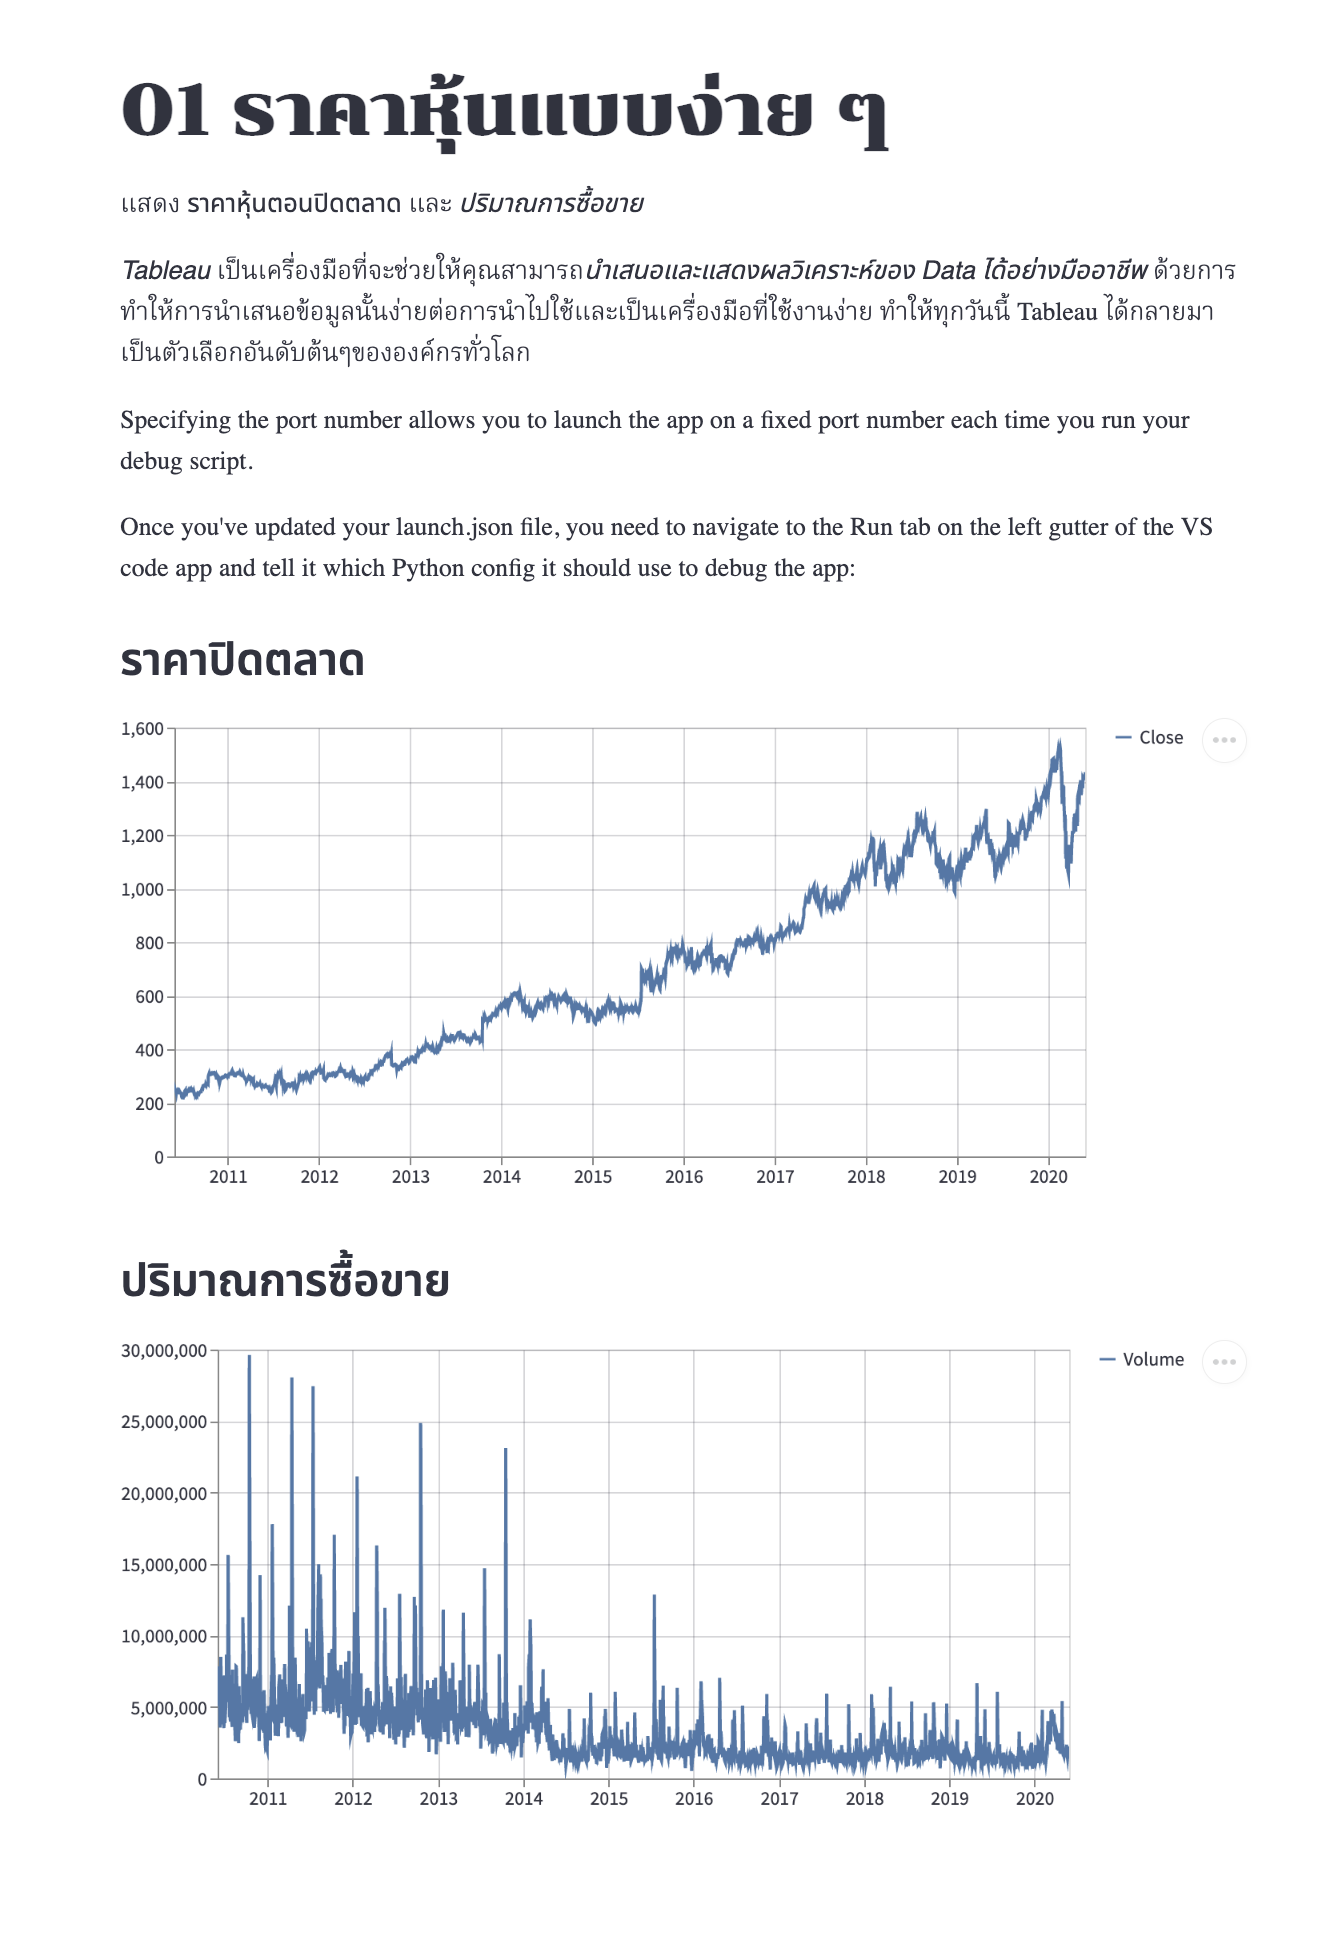 01 ราคาหุ้นแบบง่าย ๆ
แสดง ราคาหุ้นตอนปิดตลาด และ ปริมาณการซื้อขาย
Tableau เป็นเครื่องมือที่จะช่วยให้คุณสามารถนำเสนอและแสดงผลวิเคราะห์ของ Data ได้อย่างมืออาชีพ ด้วยการ
ทำให้การนำเสนอข้อมูลนั้นง่ายต่อการนำไปใช้และเป็นเครื่องมือที่ใช้งานง่าย ทำให้ทุกวันนี้ Tableau ได้กลายมา
เป็นตัวเลือกอันดับต้นๆขององค์กรทั่วโลก
Specifying the port number allows you to launch the app on a fixed port number each time you run your
debug script.
Once you've updated your launch.json file, you need to navigate to the Run tab on the left gutter of the VS
code app and tell it which Python config it should use to debug the app:
ราคาปิดตลาด
1,600
1,400
1,200
1,000
800
600
400
200
0
2011 2012 2013 2014 2015 2016 2017 2018 2019 2020
Close
ปริมาณการซื้อขาย
30,000,000
25,000,000
20,000,000
15,000,000
10,000,000
5,000,000
0
2011 2012 2013 2014 2015 2016 2017 2018 2019 2020
Volume